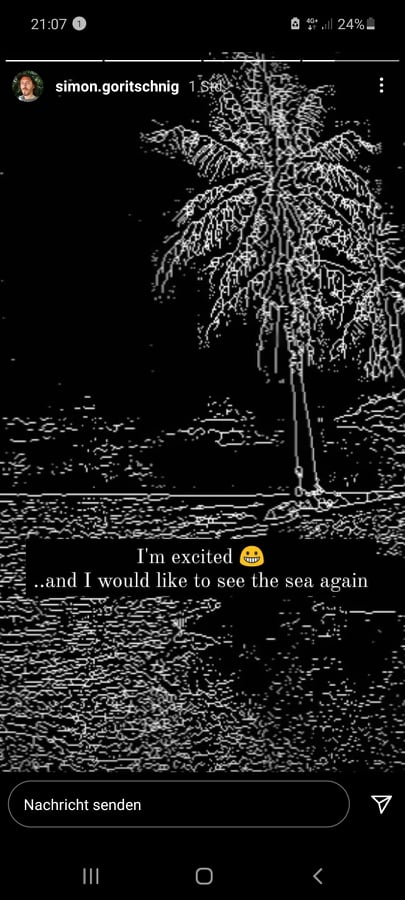 21:07 1 4G+ 24%
simon.goritschnig 1 Std.
I'm excited 😀
..and I would like to see the sea again
Nachricht senden